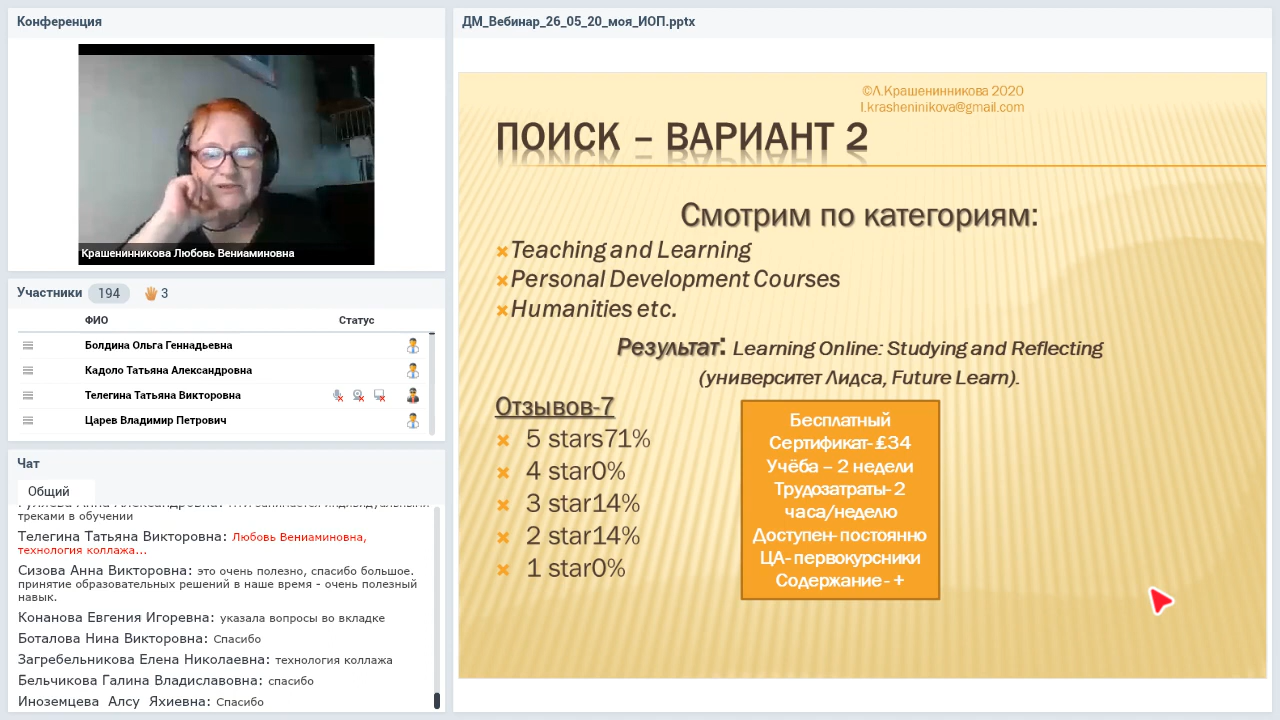 Конференция
Крашенинникова Любовь Вениаминовна
Участники 194 3
ФИО Статус
Болдина Ольга Геннадьевна
Кадоло Татьяна Александровна
Телегина Татьяна Викторовна
Царев Владимир Петрович
Чат
Общий
треками в обучении
Телегина Татьяна Викторовна: Любовь Вениаминовна,
технология коллажа...
Сизова Анна Викторовна: это очень полезно, спасибо большое.
принятие образовательных решений в наше время - очень полезный
навык.
Конанова Евгения Игоревна: указала вопросы во вкладке
Боталова Нина Викторовна: Спасибо
Загребельникова Елена Николаевна: технология коллажа
Бельчикова Галина Владиславовна: спасибо
Иноземцева Алсу Яхиевна: Спасибо
ДМ_Вебинар_26_05_20_моя_ИОП.pptx
©Л.Крашенинникова 2020
l.krasheninikova@gmail.com
ПОИСК – ВАРИАНТ 2
Смотрим по категориям:
Teaching and Learning
Personal Development Courses
Humanities etc.
Результат: Learning Online: Studying and Reflecting
(университет Лидса, Future Learn).
Отзывов-7
5 stars71%
4 star0%
3 star14%
2 star14%
1 star0%
Бесплатный
Сертификат-£34
Учёба – 2 недели
Трудозатраты- 2
часа/неделю
Доступен- постоянно
ЦА- первокурсники
Содержание - +